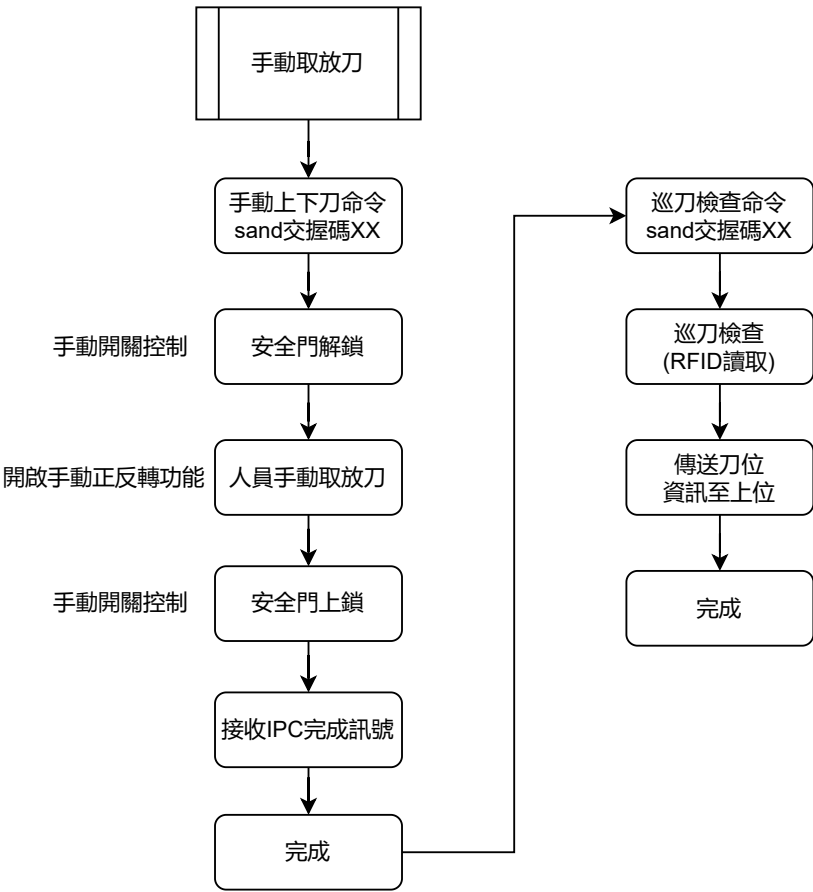 手動取放刀
手動上下刀命令
sand交握碼XX
手動開關控制
安全門解鎖
開啟手動正反轉功能
人員手動取放刀
手動開關控制
安全門上鎖
接收IPC完成訊號
完成
巡刀檢查命令
sand交握碼XX
巡刀檢查
(RFID讀取)
傳送刀位
資訊至上位
完成